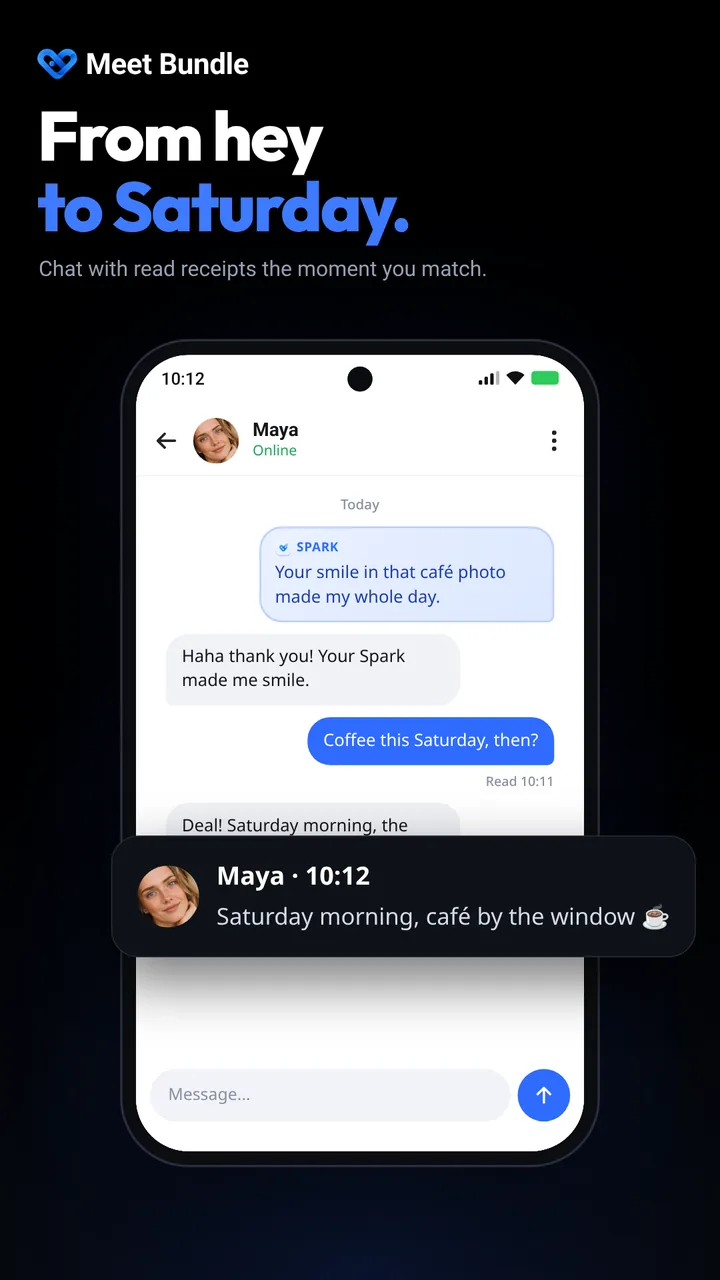 Meet Bundle
From hey
to Saturday.
Chat with read receipts the moment you match.
10:12
Maya
Online
Today
SPARK
Your smile in that café photo
made my whole day.
Haha thank you! Your Spark
made me smile.
Coffee this Saturday, then?
Read 10:11
Deal! Saturday morning, the
Maya · 10:12
Saturday morning, café by the window ☕
Message...